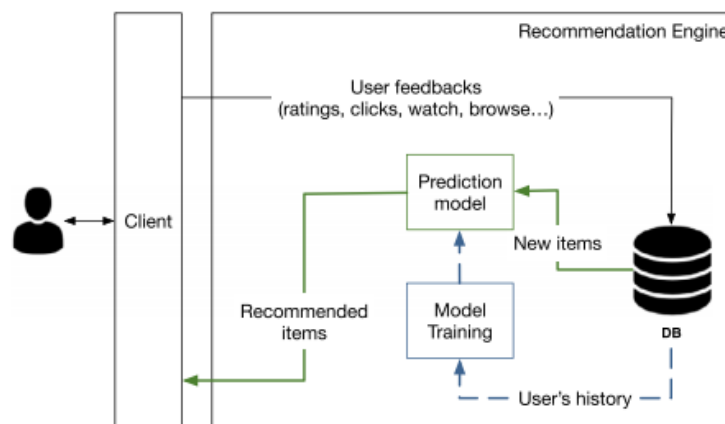 Recommendation Engine
User feedbacks
(ratings, clicks, watch, browse...)
Prediction
model
Client
New items
Recommended
items
Model
Training
DB
User's history